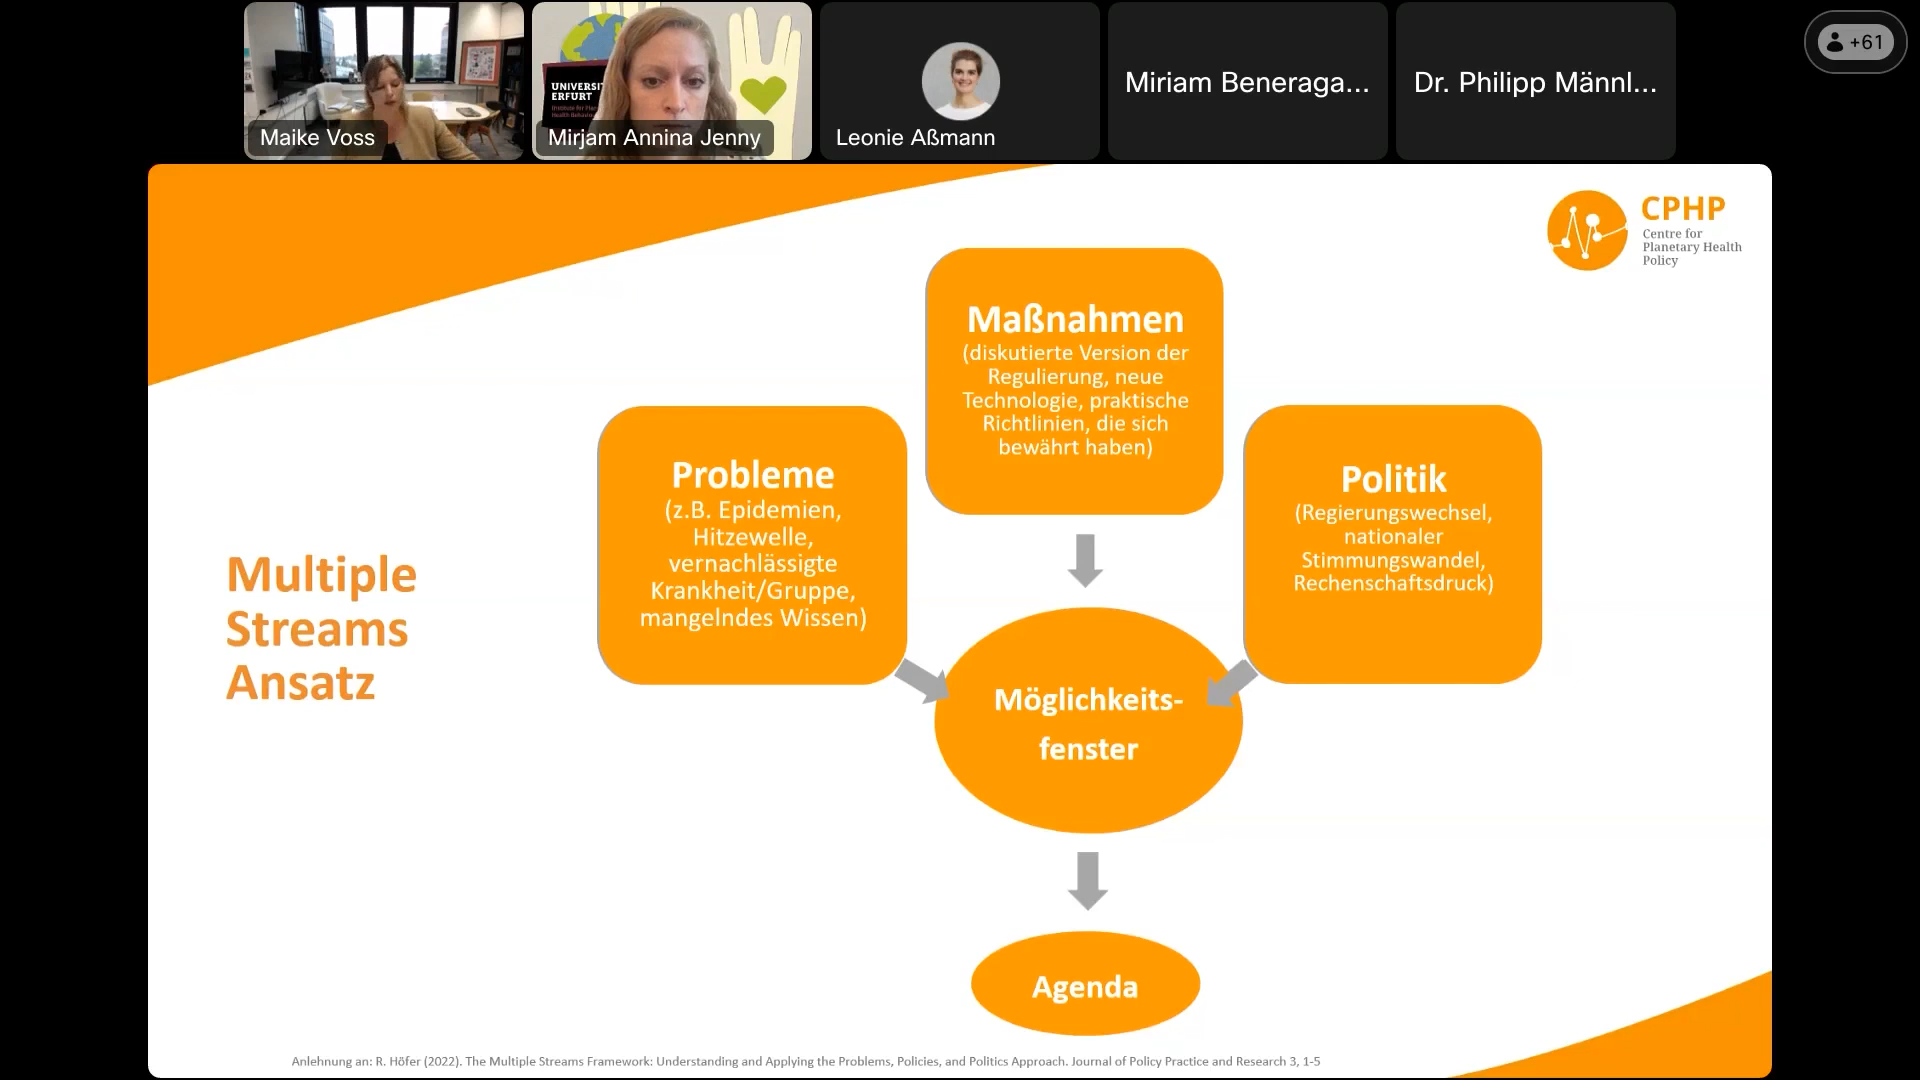 Maike Voss
UNIVERSI
ERFURT
Mirjam Annina Jenny
Leonie Aßmann
Miriam Beneraga...
Dr. Philipp Männl...
+61
CPHP
Centre for
Planetary Health
Policy
Maßnahmen
(diskutierte Version der
Regulierung, neue
Technologie, praktische
Richtlinien, die sich
bewährt haben)
Probleme
(z.B. Epidemien,
Hitzewelle,
vernachlässigte
Krankheit/Gruppe,
mangelndes Wissen)
Politik
(Regierungswechsel,
nationaler
Stimmungswandel,
Rechenschaftsdruck)
Multiple
Streams
Ansatz
Möglichkeits-
fenster
Agenda
Anlehnung an: R. Höfer (2022). The Multiple Streams Framework: Understanding and Applying the Problems, Policies, and Politics Approach. Journal of Policy Practice and Research 3, 1-5